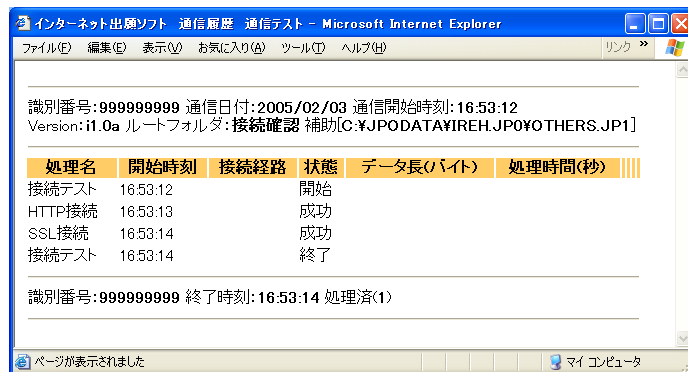 インターネット出願ソフト 通信履歴 通信テスト - Microsoft Internet Explorer
ファイル(F) 編集(E) 表示(V) お気に入り(A) ツール(T) ヘルプ(H) リンク »
識別番号:999999999 通信日付:2005/02/03 通信開始時刻:16:53:12
Version:i1.0a ルートフォルダ:接続確認 補助[C:¥JPODATA¥IREH.JP0¥OTHERS.JP1]
処理名 開始時刻 接続経路 状態 データ長(バイト) 処理時間(秒)
接続テスト 16:53:12 開始
HTTP接続 16:53:13 成功
SSL接続 16:53:14 成功
接続テスト 16:53:14 終了
識別番号:999999999 終了時刻:16:53:14 処理済(1)
ページが表示されました マイ コンピュータ